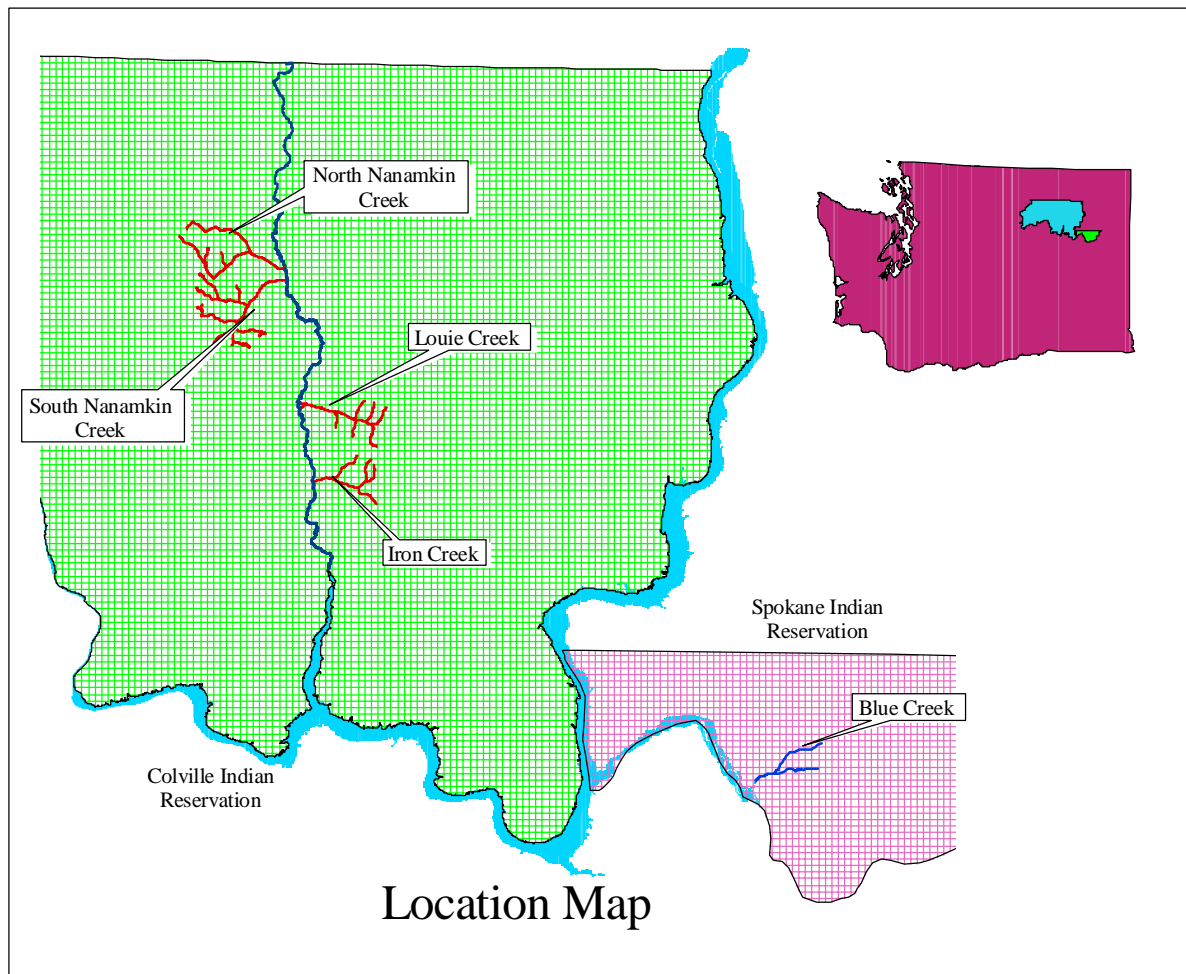 North Nanamkin
Creek
Louie Creek
South Nanamkin
Creek
Iron Creek
Spokane Indian
Reservation
Blue Creek
Colville Indian
Reservation
Location Map